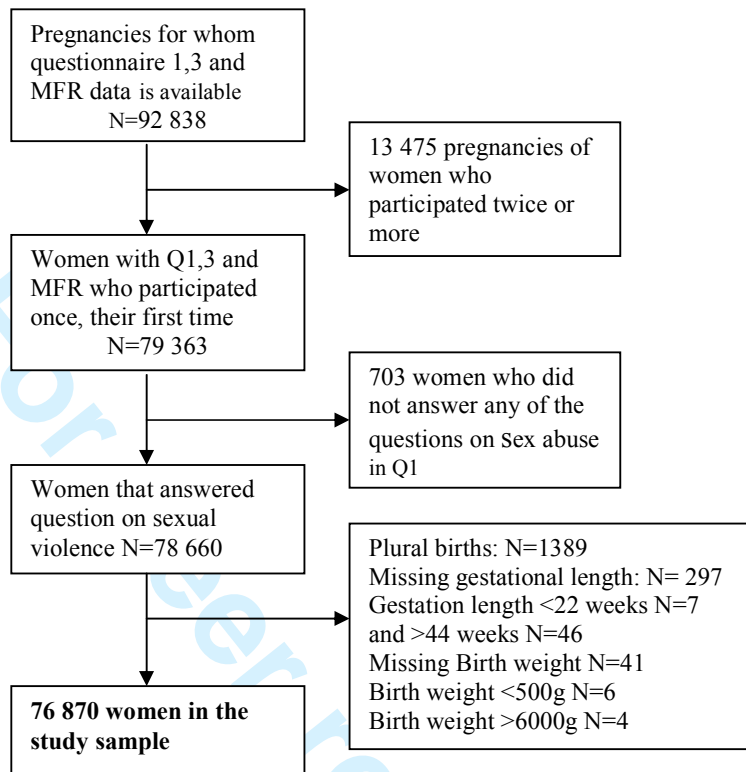 Pregnancies for whom
questionnaire 1,3 and
MFR data is available
N=92 838
13 475 pregnancies of
women who
participated twice or
more
Women with Q1,3 and
MFR who participated
once, their first time
N=79 363
703 women who did
not answer any of the
questions on Sex abuse
in Q1
Women that answered
question on sexual
violence N=78 660
Plural births: N=1389
Missing gestational length: N= 297
Gestation length <22 weeks N=7
and >44 weeks N=46
Missing Birth weight N=41
Birth weight <500g N=6
Birth weight >6000g N=4
76 870 women in the
study sample